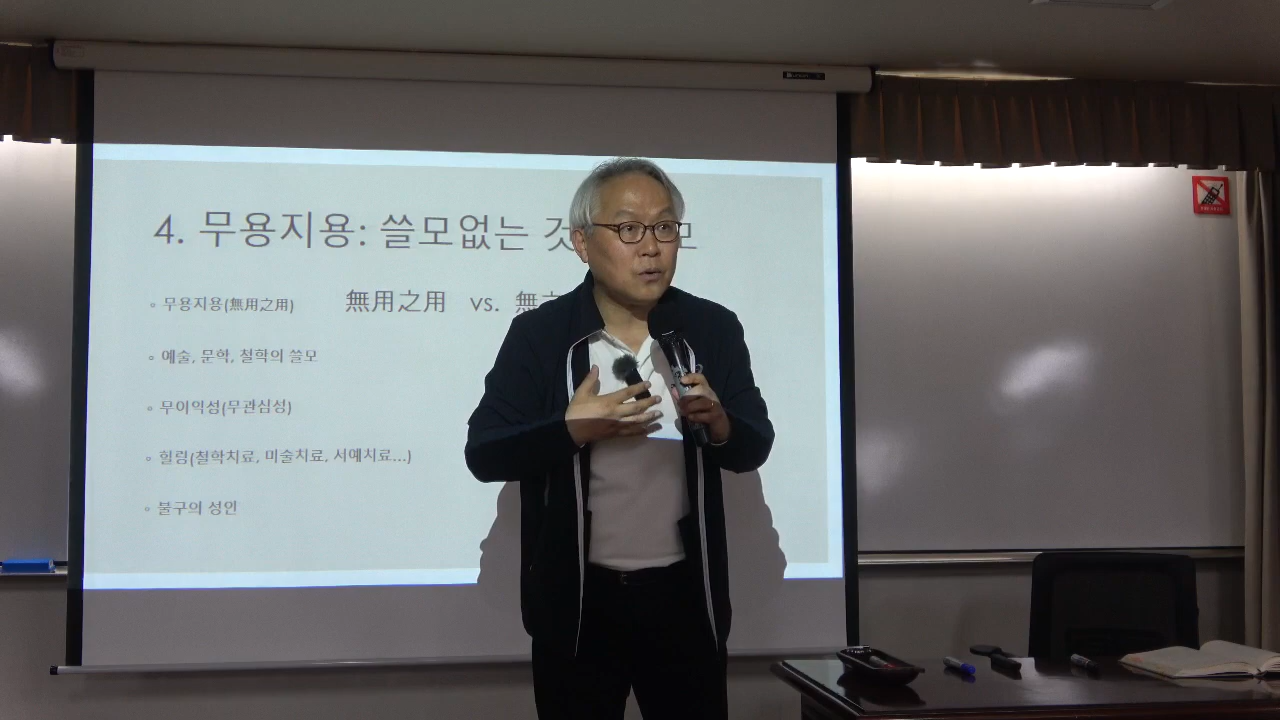 4. 무용지용: 쓸모없는 것 모
◦ 무용지용(無用之用) 無用之用 vs. 無
◦ 예술, 문학, 철학의 쓸모
◦ 무이익성(무관심성)
◦ 힐링(철학치료, 미술치료, 서예치료...)
◦ 불구의 성인